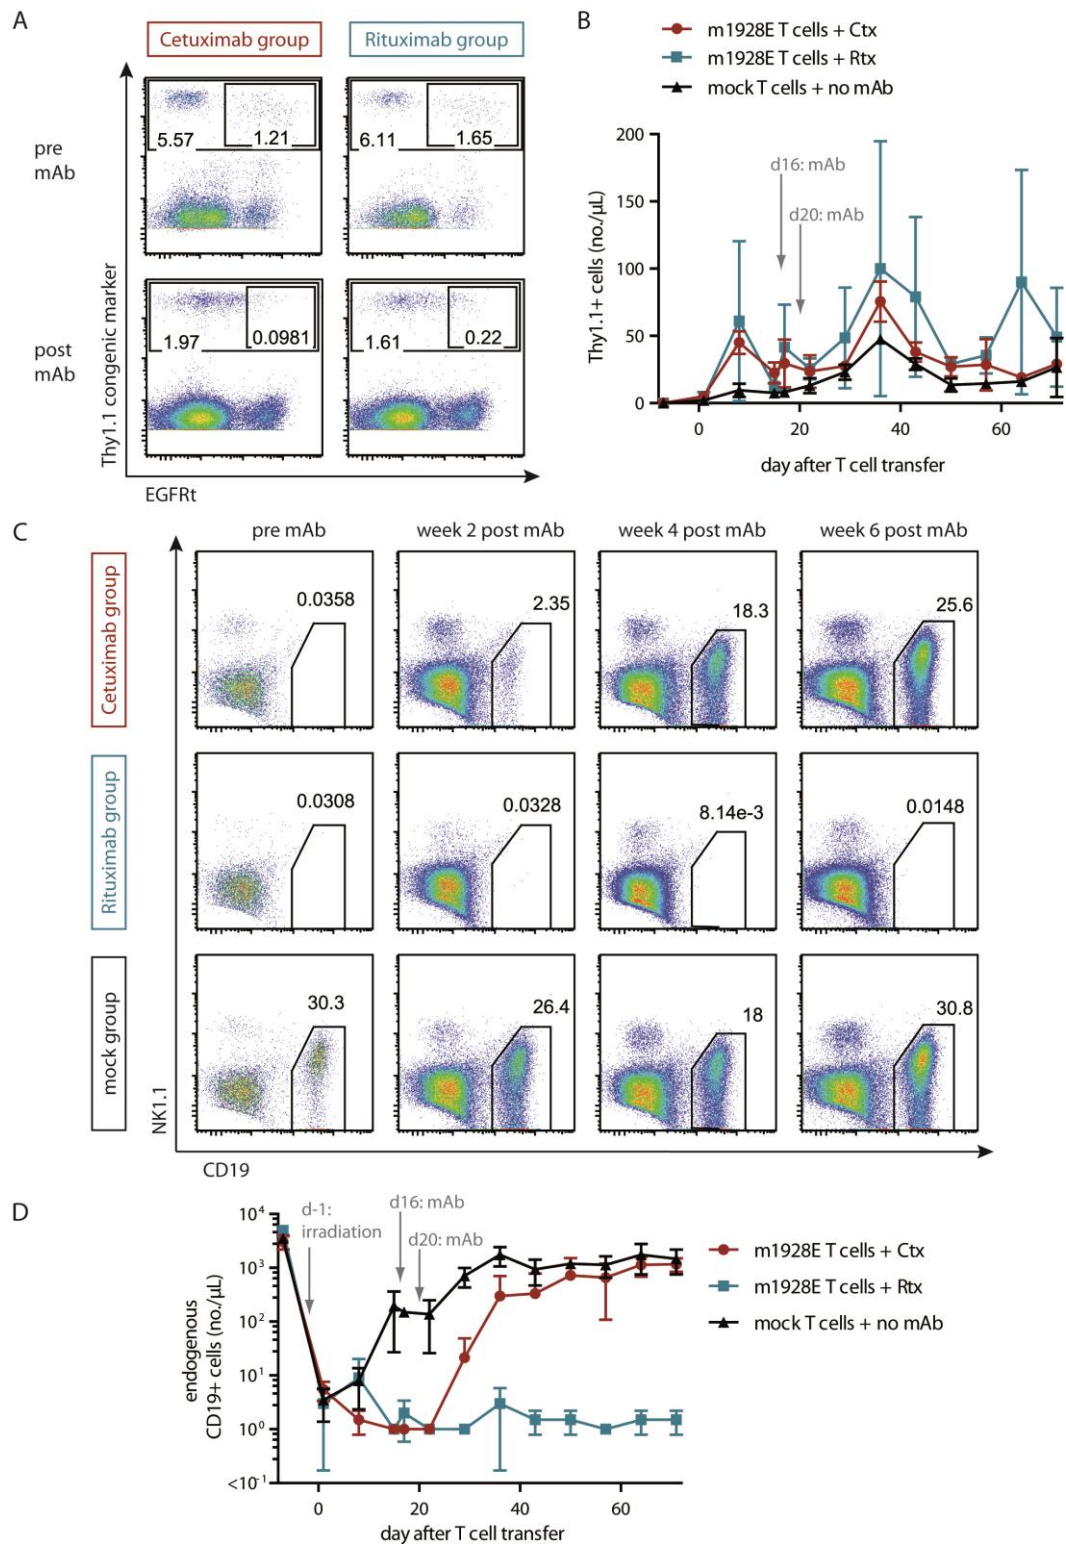 A
Cetuximab group
Rituximab group
pre
mAb
5.57
1.21
6.11
1.65
post
mAb
1.97
0.0981
1.61
0.22
Thy1.1 congenic marker
EGFRt
B
m1928E T cells + Ctx
m1928E T cells + Rtx
mock T cells + no mAb
200
150
100
50
0
d16: mAb
d20: mAb
Thy1.1+ cells (no./µL)
0
20
40
60
day after T cell transfer
C
pre mAb
week 2 post mAb
week 4 post mAb
week 6 post mAb
Cetuximab group
0.0358
2.35
18.3
25.6
Rituximab group
0.0308
0.0328
8.14e-3
0.0148
mock group
30.3
26.4
18
30.8
NK1.1
CD19
D
d-1:
irradiation
d16: mAb
d20: mAb
10⁴
10³
10²
10¹
10⁰
<10⁻¹
endogenous
CD19+ cells (no./µL)
0
20
40
60
day after T cell transfer
m1928E T cells + Ctx
m1928E T cells + Rtx
mock T cells + no mAb